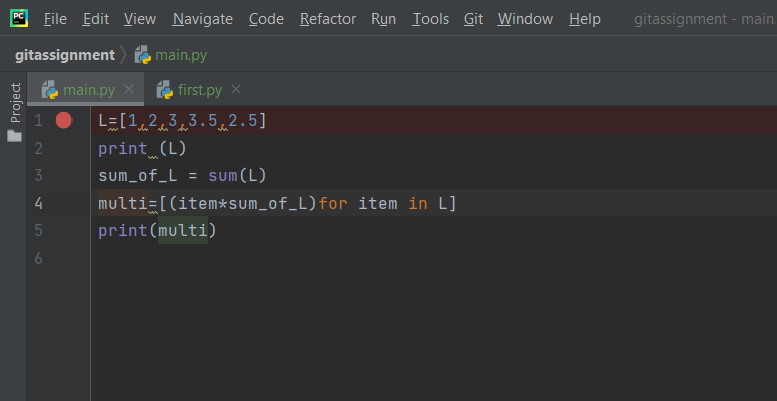 PC File Edit View Navigate Code Refactor Run Tools Git Window Help gitassignment - main.
gitassignment main.py
main.py first.py
Project
1 L=[1,2,3,3.5,2.5]
2 print (L)
3 sum_of_L = sum(L)
4 multi=[(item*sum_of_L)for item in L]
5 print(multi)
6